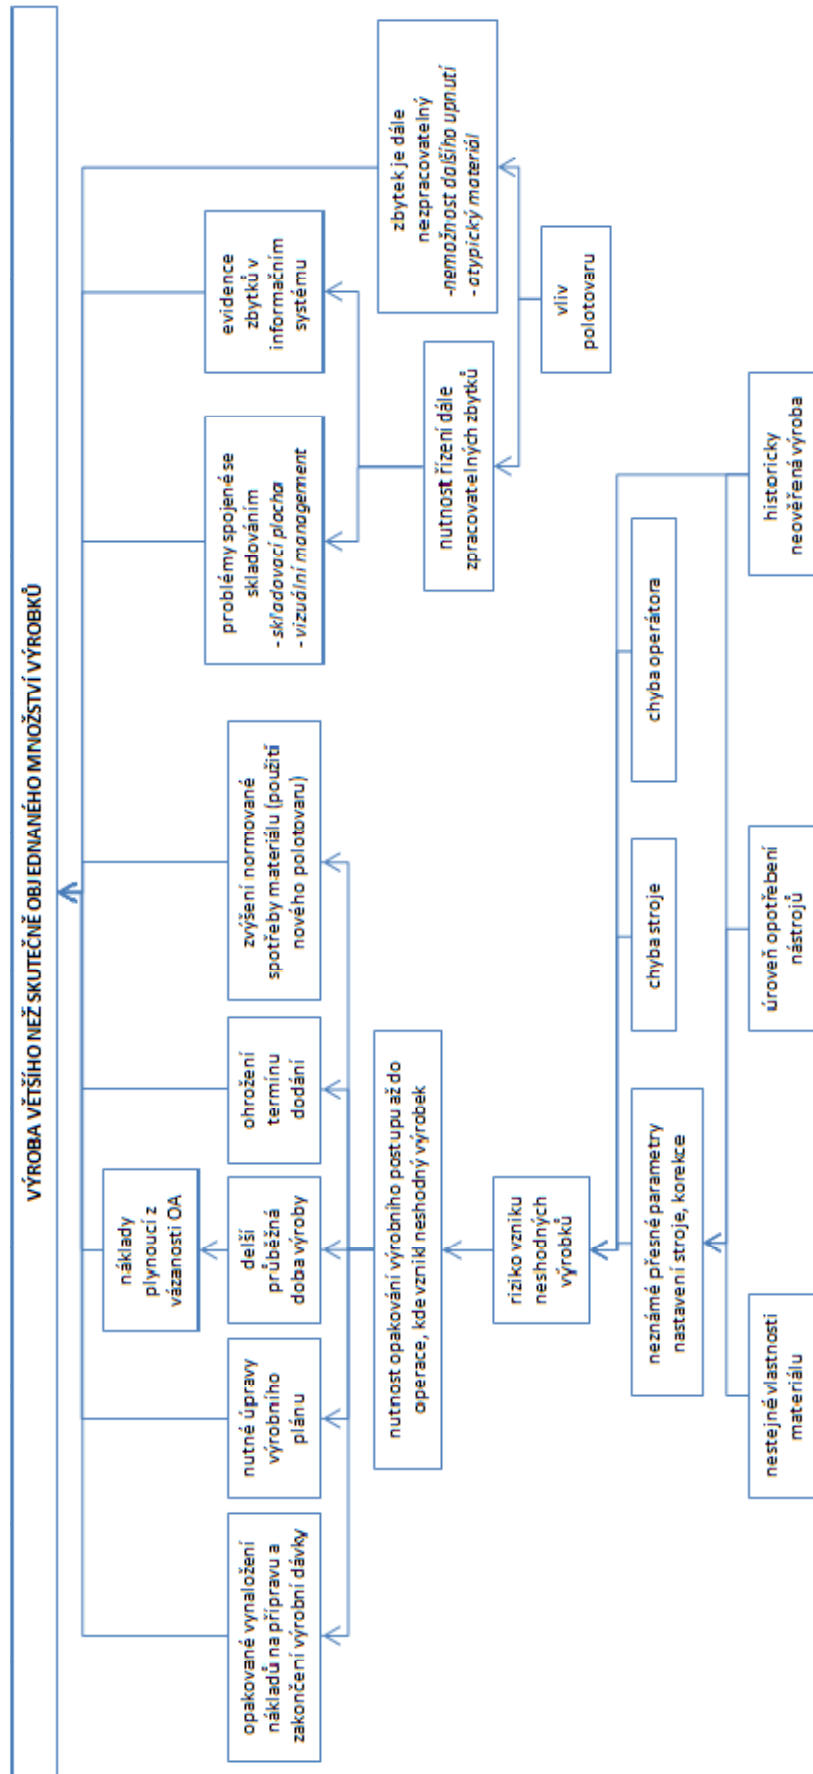 VÝROBA VĚTŠÍHO NEŽ SKUTEČNĚ OBJEDNANÉHO MNOŽSTVÍ VÝROBKŮ
náklady
plynoucí z
vázanosti OA
opakované vynaložení
nákladů na přípravu a
zakončení výrobní dávky
nutné úpravy
výrobního
plánu
delší
průběžná
doba výroby
ohrožení
termínu
dodání
zvýšení normované
spotřeby materiálu (použití
nového polotovaru)
problémy spojené se
skladováním
- skladovací plocha
- vizuální management
evidence
zbytků v
informačním
systému
nutnost opakování výrobního postupu až do
operace, kde vznikl neshodný výrobek
nutnost řízení dále
zpracovatelných zbytků
zbytek je dále
nezpracovatelný
-nemožnost dalšího upnutí
- atypický materiál
riziko vzniku
neshodných
výrobků
vliv
polotovaru
neznámé přesné parametry
nastavení stroje, korekce
chyba stroje
chyba operátora
nestejné vlastnosti
materiálu
úroveň opotřebení
nástrojů
historicky
neověřená výroba